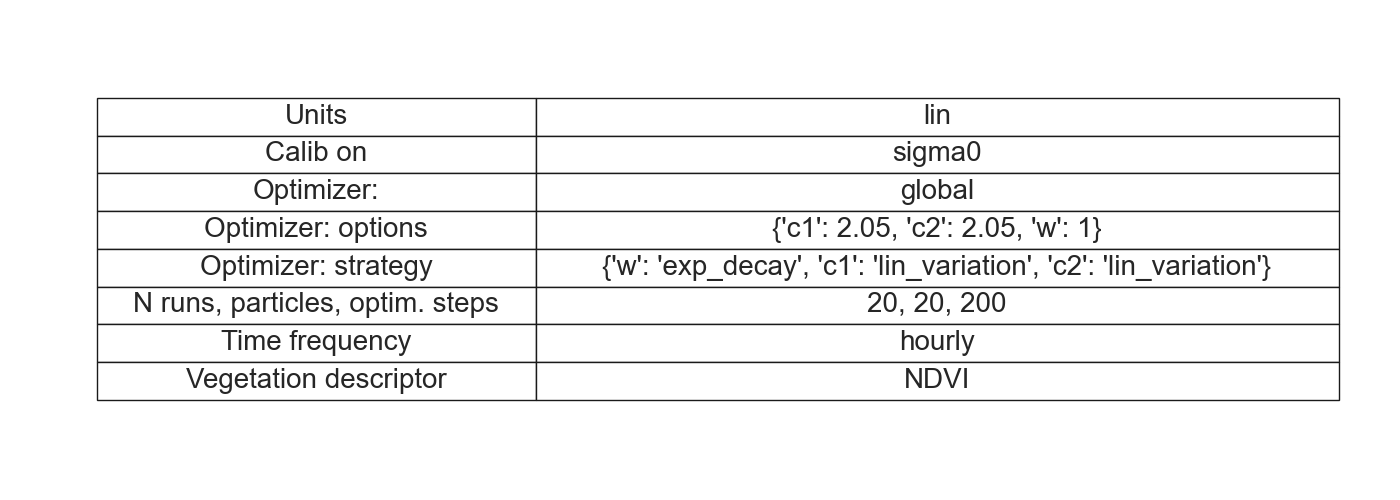 Units lin
Calib on sigma0
Optimizer: global
Optimizer: options {'c1': 2.05, 'c2': 2.05, 'w': 1}
Optimizer: strategy {'w': 'exp_decay', 'c1': 'lin_variation', 'c2': 'lin_variation'}
N runs, particles, optim. steps 20, 20, 200
Time frequency hourly
Vegetation descriptor NDVI